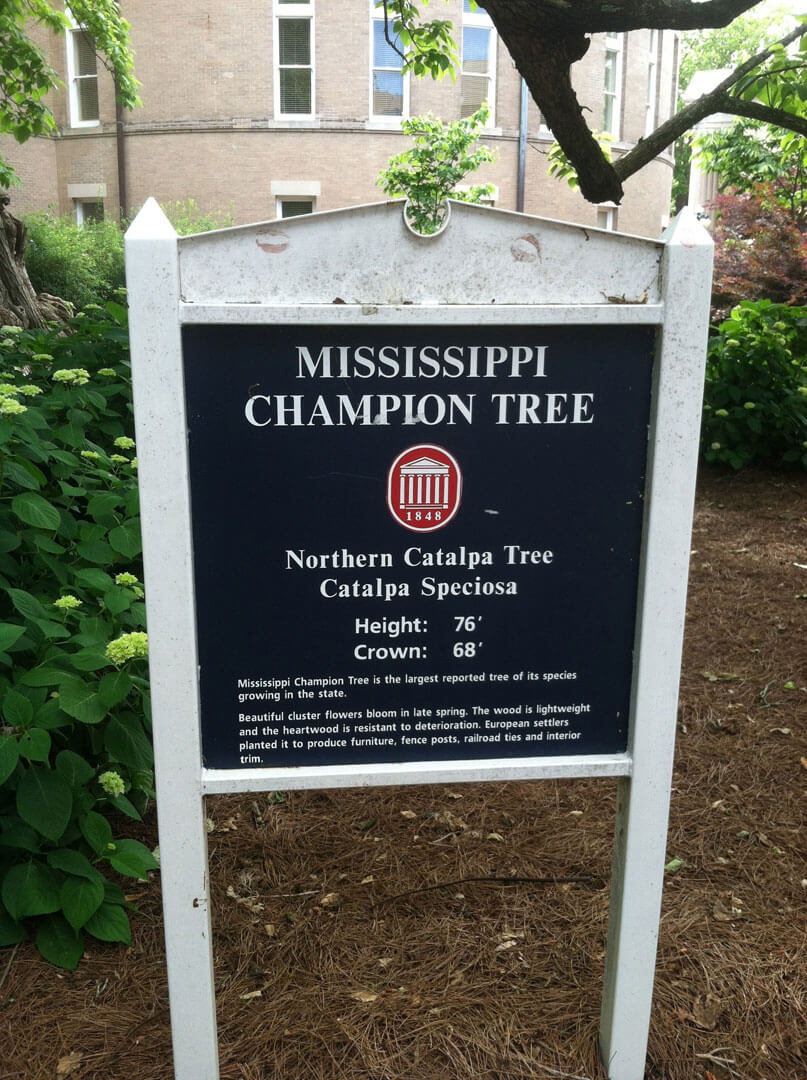 MISSISSIPPI
CHAMPION TREE
1848
Northern Catalpa Tree
Catalpa Speciosa
Height: 76'
Crown: 68'
Mississippi Champion Tree is the largest reported tree of its species
growing in the state.
Beautiful cluster flowers bloom in late spring. The wood is lightweight
and the heartwood is resistant to deterioration. European settlers
planted it to produce furniture, fence posts, railroad ties and interior
trim.